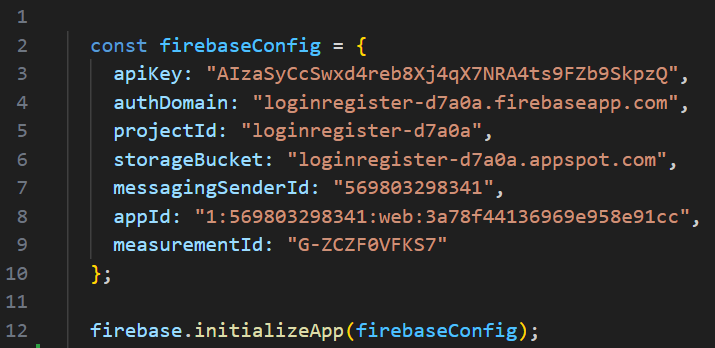 1
2 const firebaseConfig = {
3 apiKey: "AIzaSyCcSwxd4reb8Xj4qX7NRA4ts9FZb9SkpzQ",
4 authDomain: "loginregister-d7a0a.firebaseapp.com",
5 projectId: "loginregister-d7a0a",
6 storageBucket: "loginregister-d7a0a.appspot.com",
7 messagingSenderId: "569803298341",
8 appId: "1:569803298341:web:3a78f44136969e958e91cc",
9 measurementId: "G-ZCZF0VFKS7"
10 };
11
12 firebase.initializeApp(firebaseConfig);